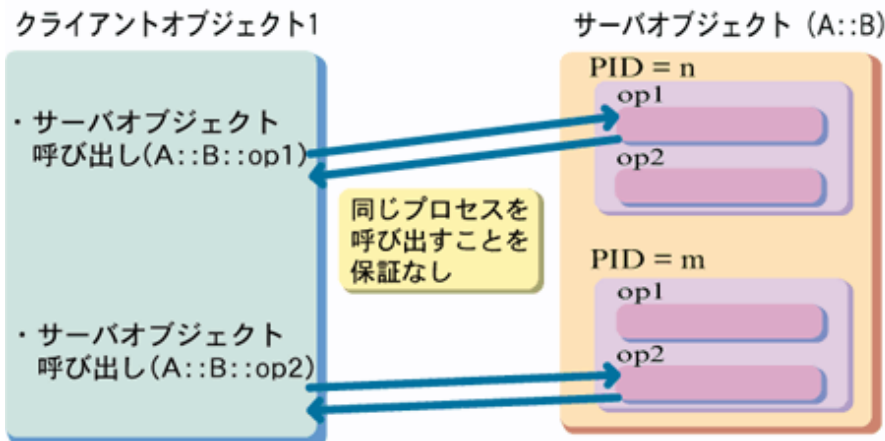 クライアントオブジェクト1
サーバオブジェクト (A::B)
・サーバオブジェクト
呼び出し(A::B::op1)
PID = n
op1
op2
同じプロセスを
呼び出すことを
保証なし
・サーバオブジェクト
呼び出し(A::B::op2)
PID = m
op1
op2